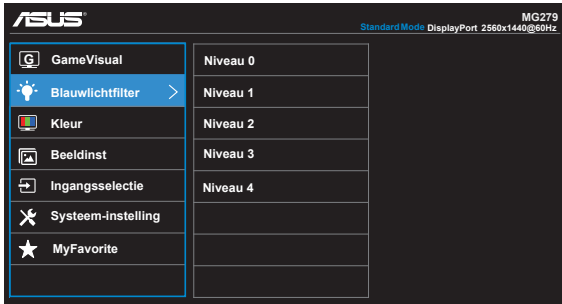 ASUS
MG279
Standard Mode DisplayPort 2560x1440@60Hz
G GameVisual
Blauwlichtfilter
Kleur
Beeldinst
Ingangsselectie
Systeem-instelling
MyFavorite
Niveau 0
Niveau 1
Niveau 2
Niveau 3
Niveau 4